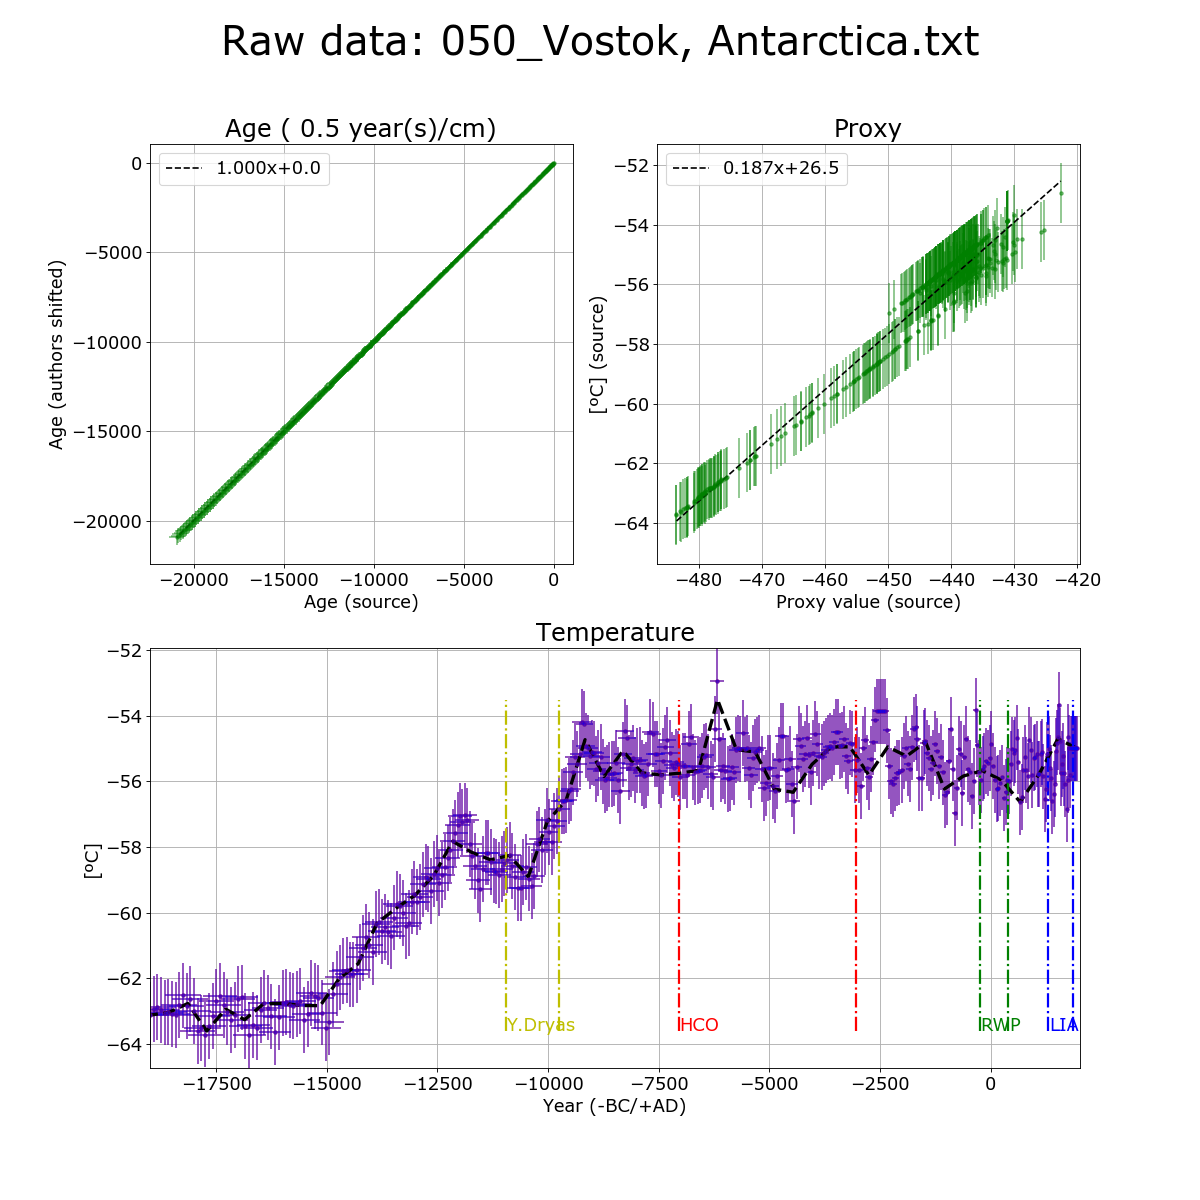 Raw data: 050_Vostok, Antarctica.txt
Age ( 0.5 year(s)/cm)
1.000x+0.0
0
−5000
−10000
−15000
−20000
Age (authors shifted)
−20000 −15000 −10000 −5000 0
Age (source)
Proxy
0.187x+26.5
−52
−54
−56
−58
−60
−62
−64
[ºC] (source)
−480 −470 −460 −450 −440 −430 −420
Proxy value (source)
Temperature
−52
−54
−56
−58
−60
−62
−64
[ºC]
Y.Dryas HCO RWP LIA
−17500 −15000 −12500 −10000 −7500 −5000 −2500 0
Year (-BC/+AD)